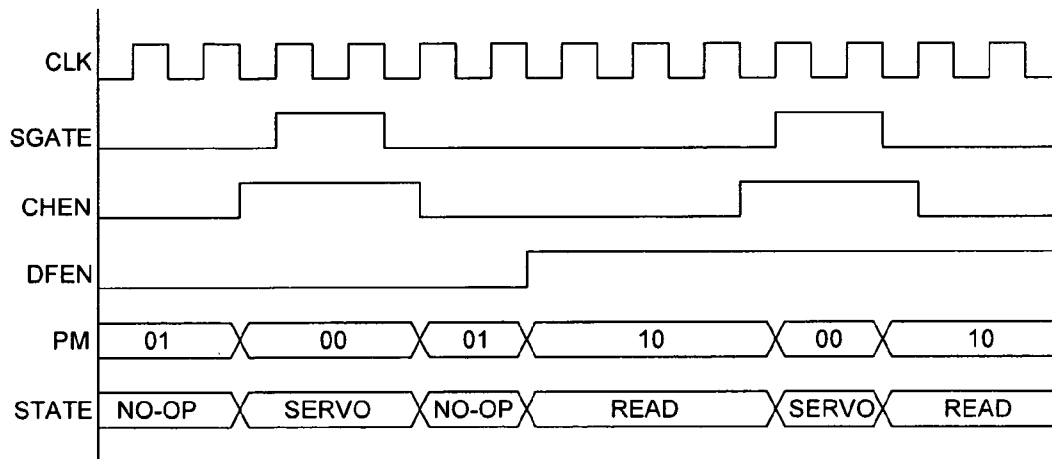 CLK
SGATE
CHEN
DFEN
PM 01 00 01 10 00 10
STATE NO-OP SERVO NO-OP READ SERVO READ